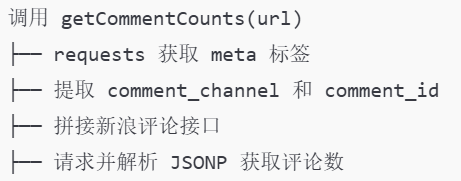 调用 getCommentCounts(url)
├── requests 获取 meta 标签
├── 提取 comment_channel 和 comment_id
├── 拼接新浪评论接口
├── 请求并解析 JSONP 获取评论数